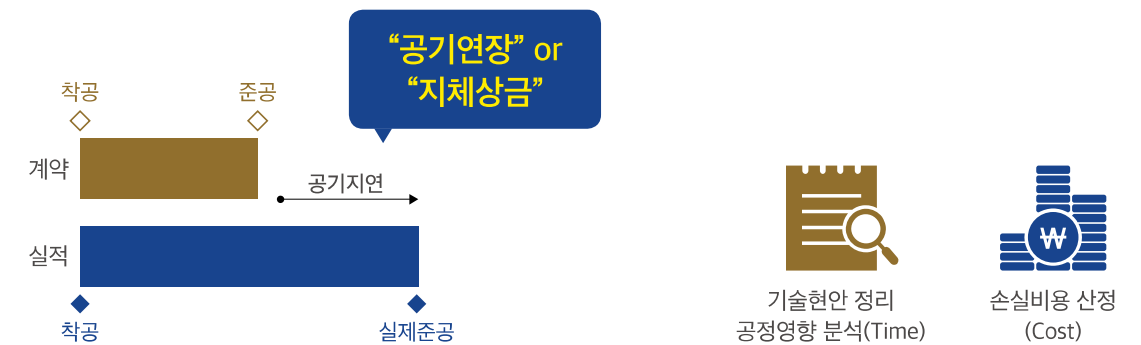 “공기연장” or
“지체상금”
착공
준공
계약
공기지연
실적
착공
실제준공
기술현안 정리
공정영향 분석(Time)
₩
손실비용 산정
(Cost)